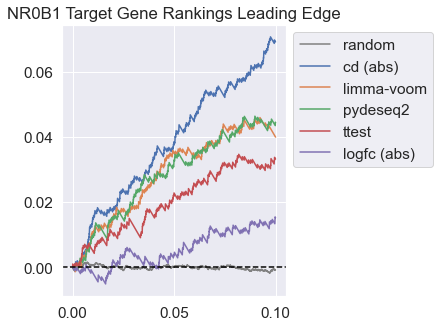 NR0B1 Target Gene Rankings Leading Edge
random
cd (abs)
limma-voom
pydeseq2
ttest
logfc (abs)
0.06
0.04
0.02
0.00
0.00 0.05 0.10